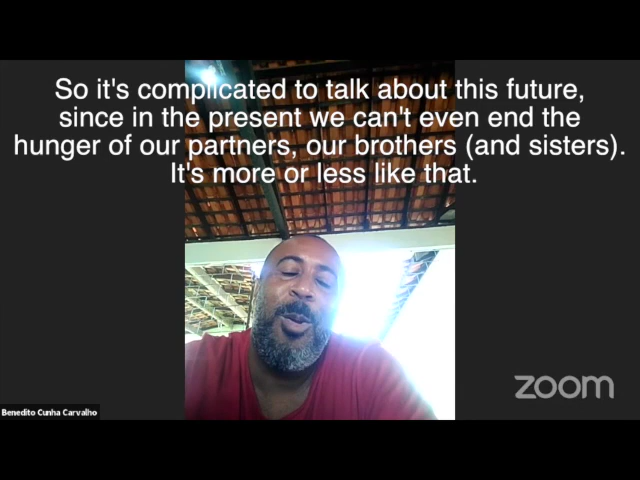 So it's complicated to talk about this future,
since in the present we can't even end the
hunger of our partners, our brothers (and sisters).
It's more or less like that.
zoom
Benedito Cunha Carvalho